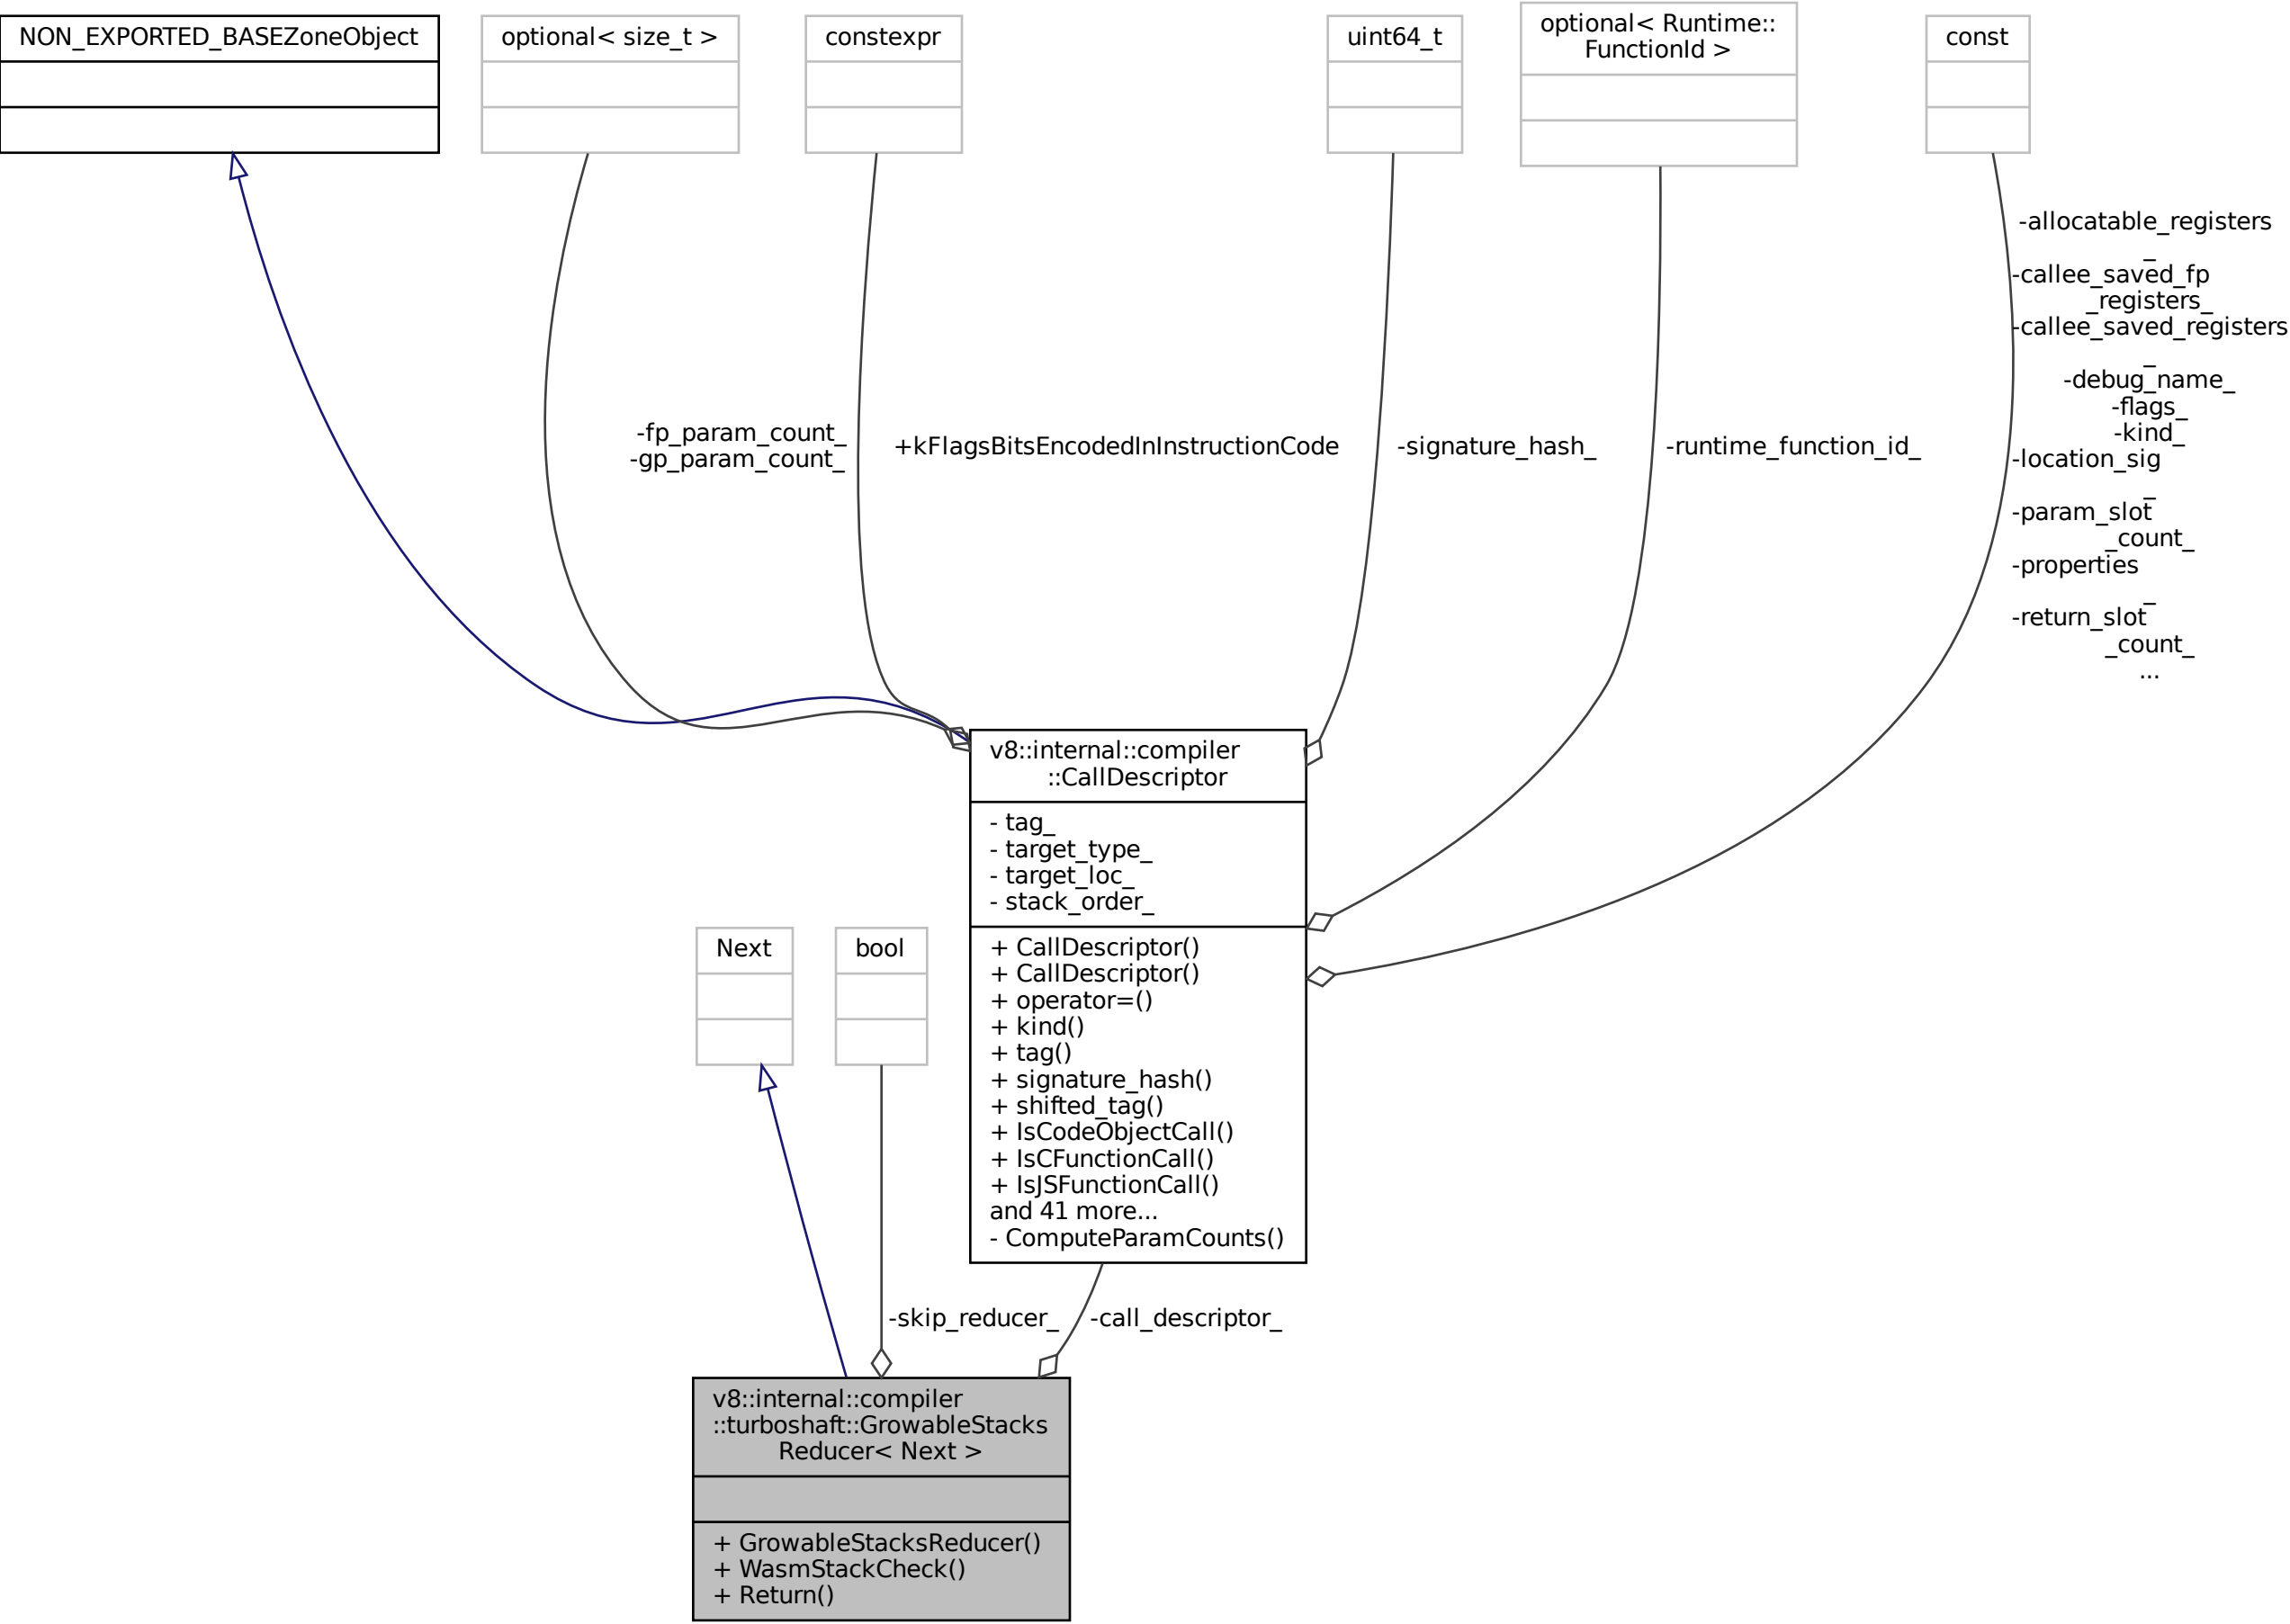 NON_EXPORTED_BASEZoneObject
optional< size_t >
constexpr
uint64_t
optional< Runtime::
FunctionId >
const
-allocatable_registers
_
-callee_saved_fp
_registers_
-callee_saved_registers
_
-debug_name_
-flags_
-kind_
-location_sig
_
-param_slot
_count_
-properties
_
-return_slot
_count_
...
-fp_param_count_
-gp_param_count_
+kFlagsBitsEncodedInInstructionCode
-signature_hash_
-runtime_function_id_
v8::internal::compiler
::CallDescriptor
- tag_
- target_type_
- target_loc_
- stack_order_
+ CallDescriptor()
+ CallDescriptor()
+ operator=()
+ kind()
+ tag()
+ signature_hash()
+ shifted_tag()
+ IsCodeObjectCall()
+ IsCFunctionCall()
+ IsJSFunctionCall()
and 41 more...
- ComputeParamCounts()
Next
bool
-skip_reducer_
-call_descriptor_
v8::internal::compiler
::turboshaft::GrowableStacks
Reducer< Next >
+ GrowableStacksReducer()
+ WasmStackCheck()
+ Return()